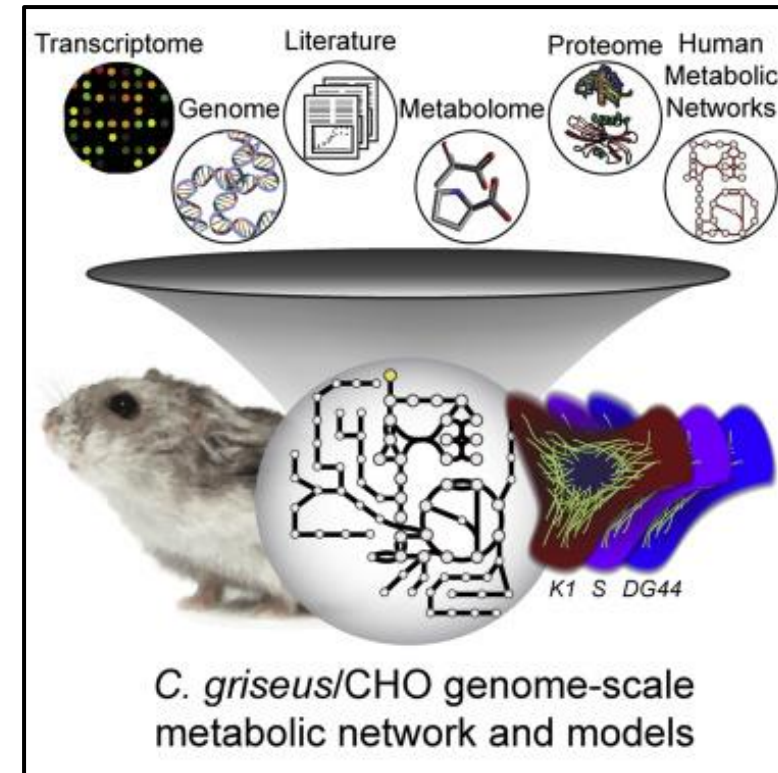 Transcriptome
Literature
Proteome
Human
Metabolic
Networks
Genome
Metabolome
K1 S DG44
C. griseus/CHO genome-scale
metabolic network and models